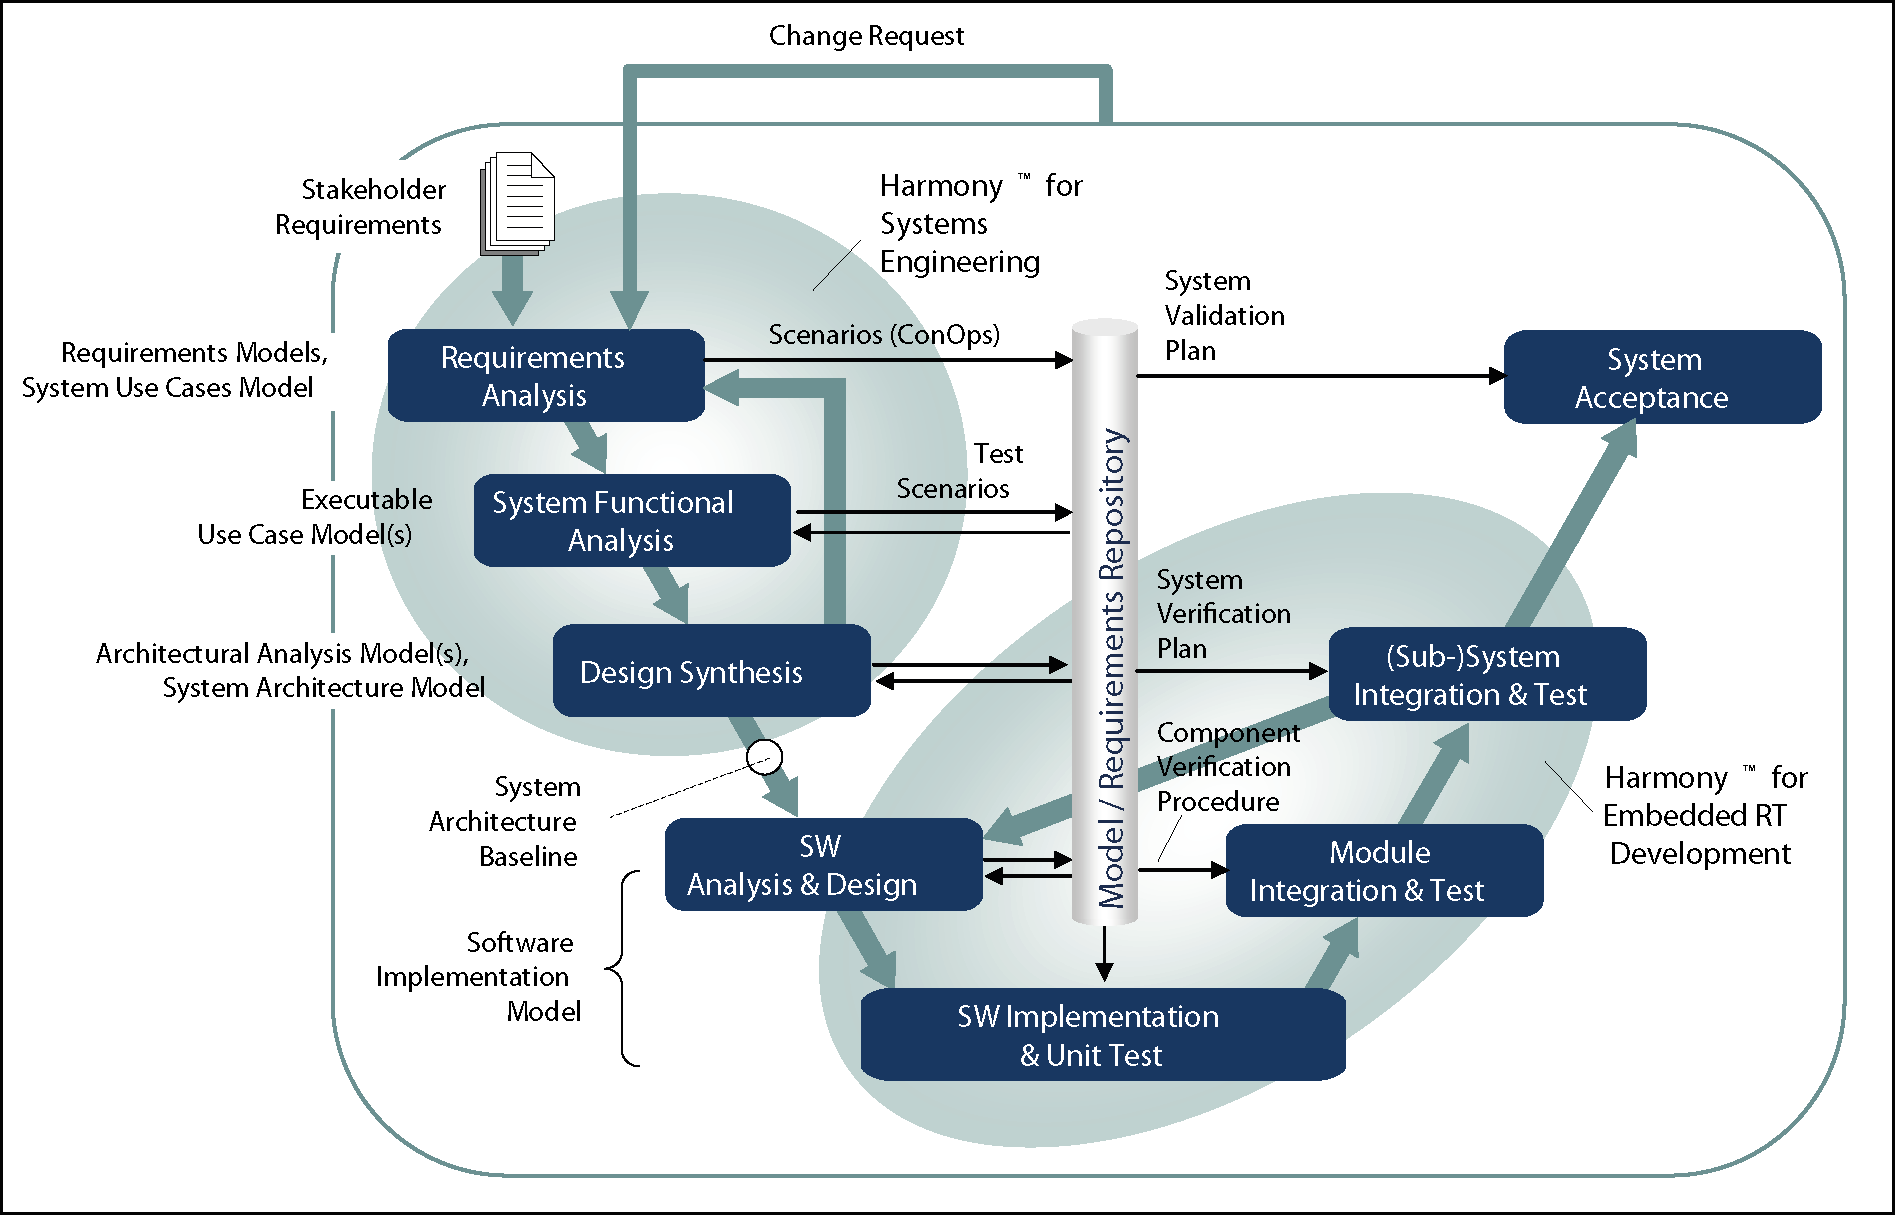 Change Request
Stakeholder
Requirements
Harmony ™ for
Systems
Engineering
System
Validation
Plan
Scenarios (ConOps)
Requirements Models,
System Use Cases Model
Requirements
Analysis
System
Acceptance
Test
Scenarios
Executable
Use Case Model(s)
System Functional
Analysis
Model / Requirements Repository
System
Verification
Plan
Architectural Analysis Model(s),
System Architecture Model
Design Synthesis
(Sub-)System
Integration & Test
Component
Verification
Procedure
Harmony ™ for
Embedded RT
Development
System
Architecture
Baseline
SW
Analysis & Design
Module
Integration & Test
Software
Implementation
Model
SW Implementation
& Unit Test